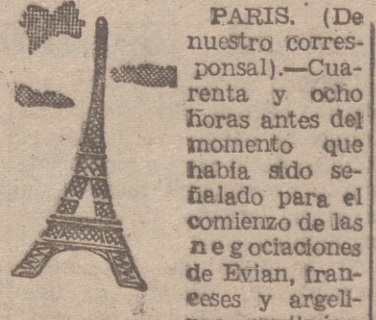 PARIS. (De
nuestro corres-
ponsal).—Cua-
renta y ocho
horas antes del
momento que
había sido se-
ñalado para el
comienzo de las
negociaciones
de Evian, fran-
ceses y argeli-